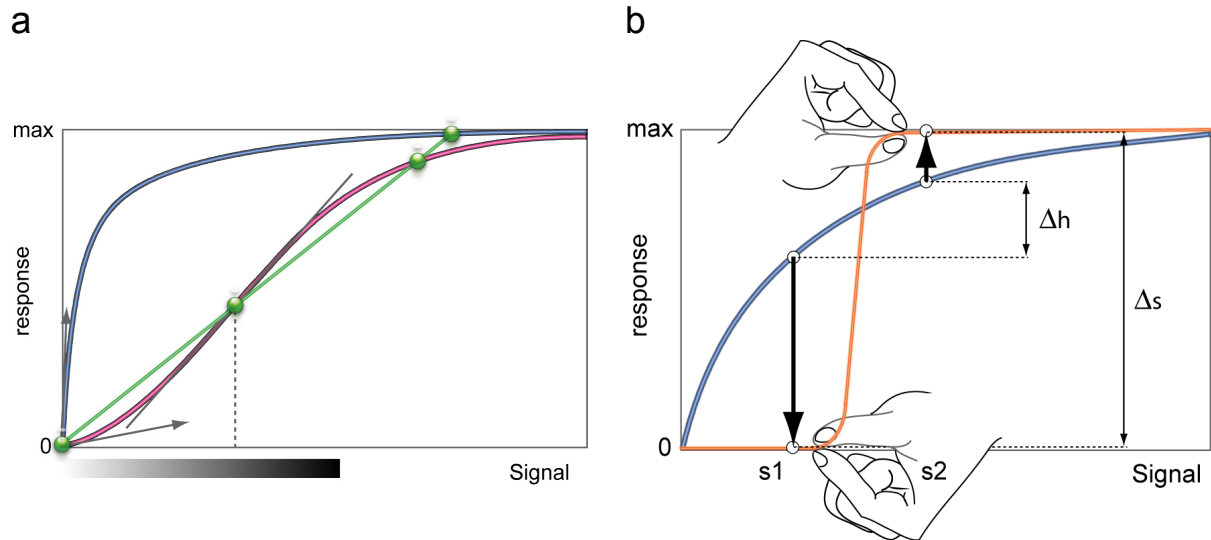 a
max
response
0
Signal
b
max
response
0
Δh
Δs
s1
s2
Signal